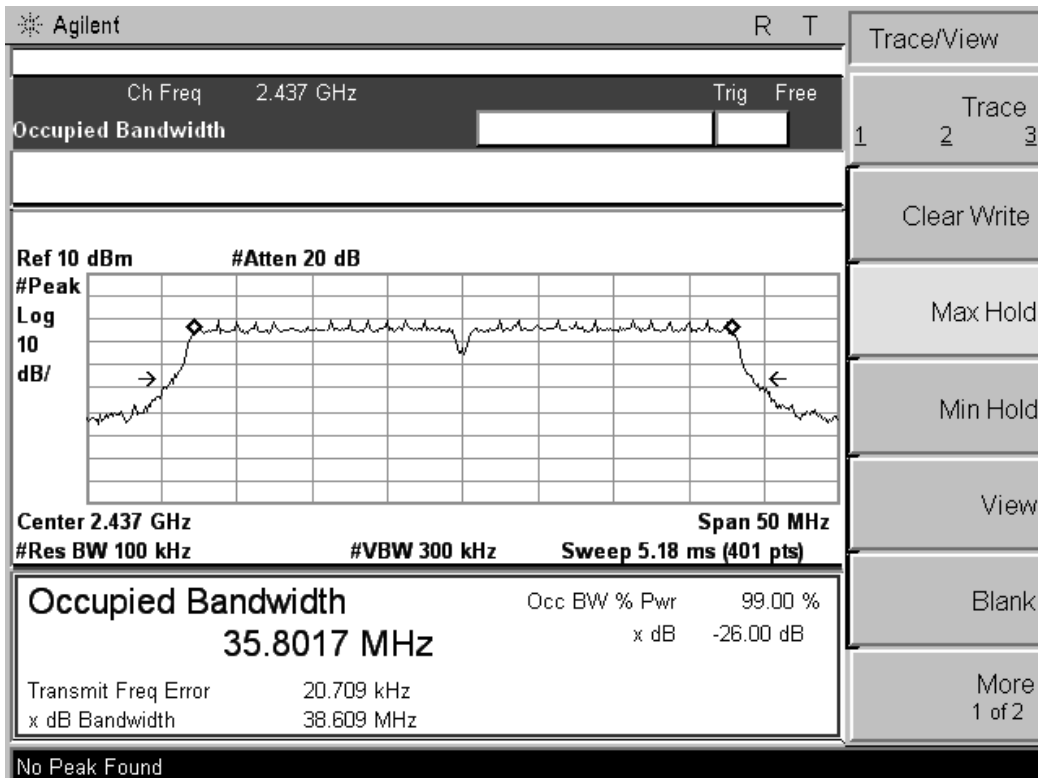 Agilent R T
Ch Freq 2.437 GHz Trig Free
Occupied Bandwidth
Ref 10 dBm #Atten 20 dB
#Peak
Log
10
dB/
Center 2.437 GHz Span 50 MHz
#Res BW 100 kHz #VBW 300 kHz Sweep 5.18 ms (401 pts)
Occupied Bandwidth Occ BW % Pwr 99.00 %
35.8017 MHz x dB -26.00 dB
Transmit Freq Error 20.709 kHz
x dB Bandwidth 38.609 MHz
No Peak Found
Trace/View
Trace
1 2 3
Clear Write
Max Hold
Min Hold
View
Blank
More
1 of 2